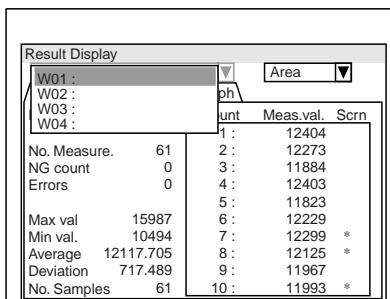 Result Display
Area
W01 :
W02 :
W03 :
W04 :
ph
unt Meas.val. Scrn
1 : 12404
No. Measure. 61 2 : 12273
NG count 0 3 : 11884
Errors 0 4 : 12403
5 : 11823
Max val 15987 6 : 12229
Min val. 10494 7 : 12299 *
Average 12117.705 8 : 12125 *
Deviation 717.489 9 : 11967
No. Samples 61 10 : 11993 *